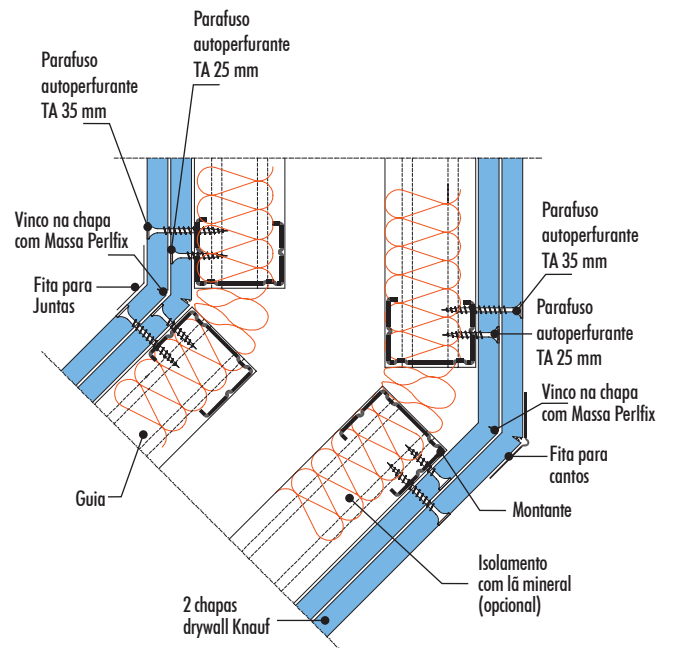 Parafuso
autoperfurante
TA 25 mm
Parafuso
autoperfurante
TA 35 mm
Vinco na chapa
com Massa Perlfix
Fita para
Juntas
Guia
Parafuso
autoperfurante
TA 35 mm
Parafuso
autoperfurante
TA 25 mm
Vinco na chapa
com Massa Perlfix
Fita para
cantos
Montante
Isolamento
com lã mineral
(opcional)
2 chapas
drywall Knauf